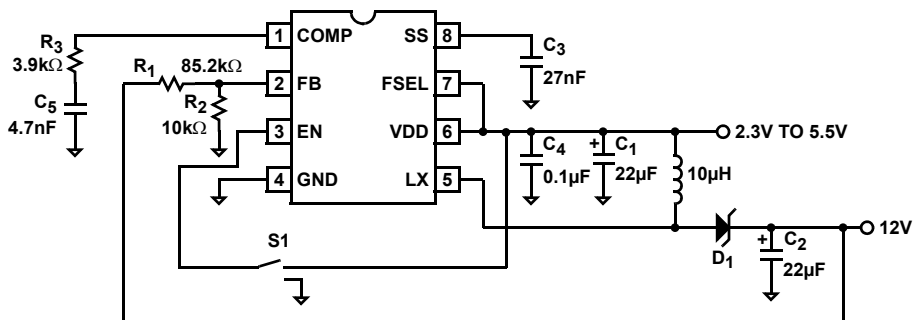 1 COMP SS 8
R3
3.9kΩ
C5
4.7nF
R1 85.2kΩ
2 FB FSEL 7
R2
10kΩ
3 EN VDD 6
4 GND LX 5
C3
27nF
2.3V TO 5.5V
C4
0.1µF
+ C1
22µF
10µH
12V
D1
+ C2
22µF
S1